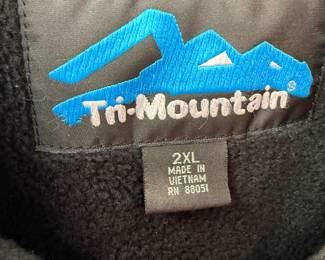 Tri-Mountain®
2XL
MADE IN
VIETNAM
RN 88051